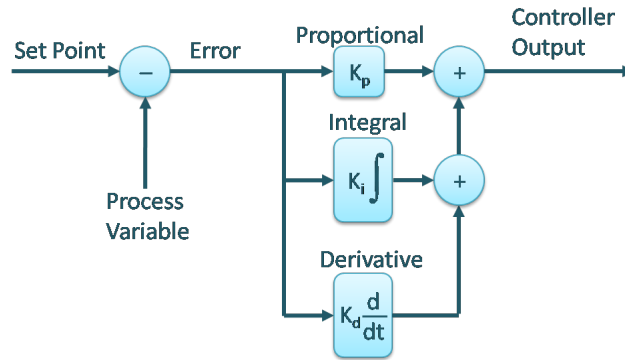 Set Point
−
Error
Process
Variable
Proportional
Kp
+
Controller
Output
Integral
Ki ∫
+
Derivative
Kd d/dt